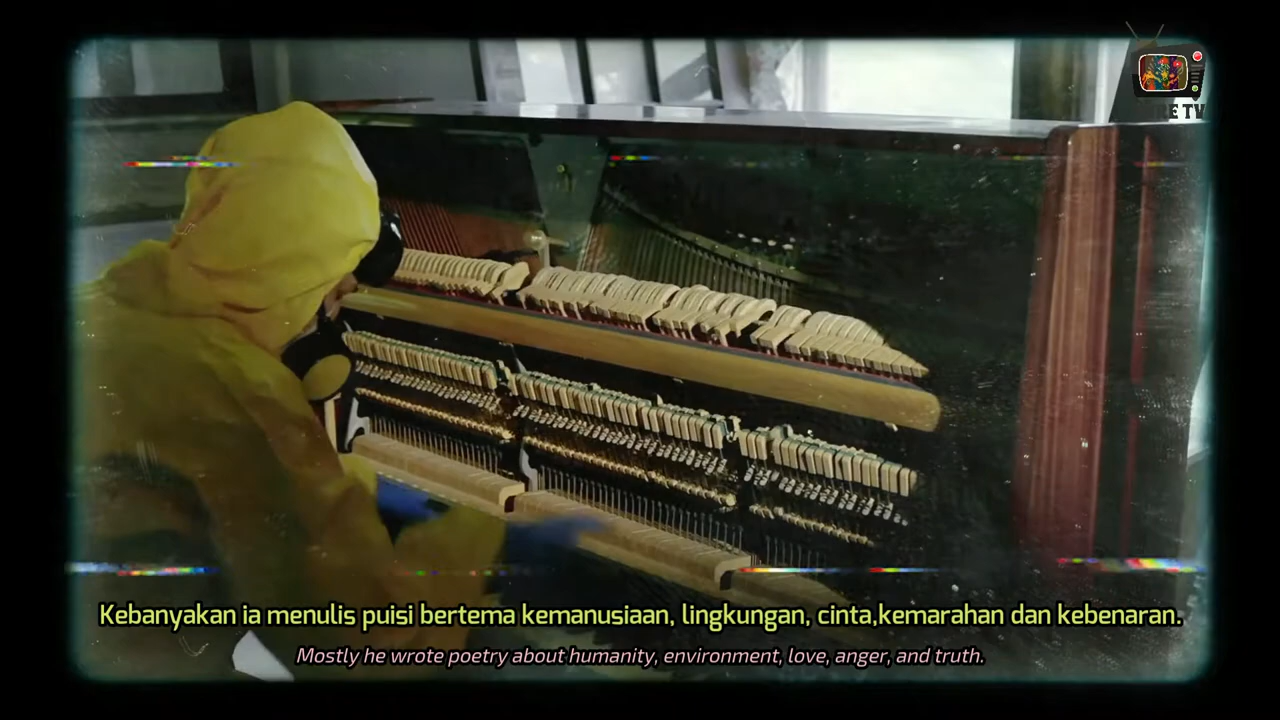 E TV
Kebanyakan ia menulis puisi bertema kemanusiaan, lingkungan, cinta,kemarahan dan kebenaran.
Mostly he wrote poetry about humanity, environment, love, anger, and truth.